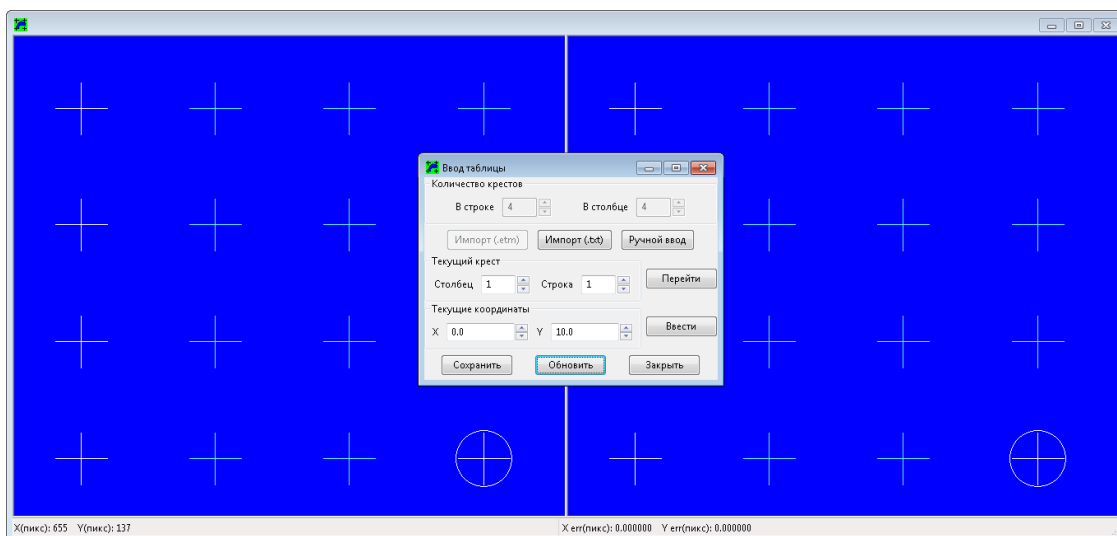 Ввод таблицы
Количество крестов
В строке 4 В столбце 4
Импорт (.etm) Импорт (.txt) Ручной ввод
Текущий крест
Столбец 1 Строка 1 Перейти
Текущие координаты
X 0.0 Y 10.0 Ввести
Сохранить Обновить Закрыть
X(пикс): 655 Y(пикс): 137 X err(пикс): 0.000000 Y err(пикс): 0.000000